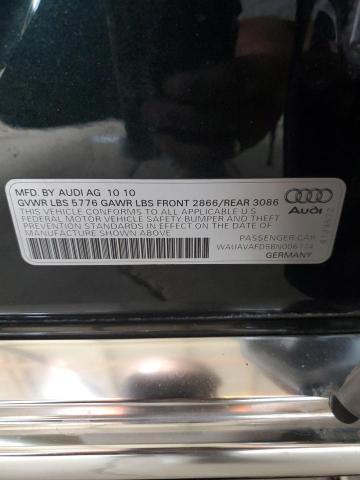 MFD. BY AUDI AG 10 10
GVWR LBS 5776 GAWR LBS FRONT 2866/REAR 3086
THIS VEHICLE CONFORMS TO ALL APPLICABLE U.S
FEDERAL MOTOR VEHICLE SAFETY BUMPER AND THEFT
PREVENTION STANDARDS IN EFFECT ON THE DATE
OF MANUFACTURE SHOWN ABOVE
Audi
PASSENGER CAR
WAUAVAFD5BN006114
GERMANY